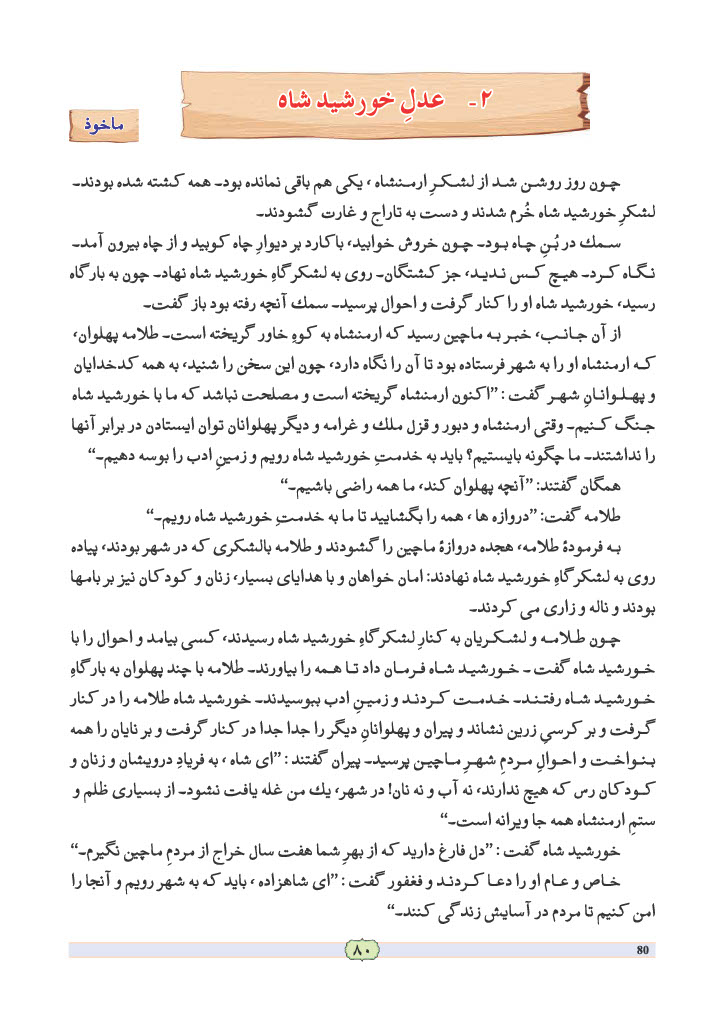 ۲- عدلِ خورشید شاه
ماخوذ
چون روز روشن شد از لشکرِ ارمنشاه ، یکی هم باقی نمانده بود۔ همه کشته شده بودند۔
لشکرِ خورشید شاه خُرم شدند و دست به تاراج و غارت گشودند۔
سمك در بُنِ چاه بود۔ چون خروش خوابید، باکارد بر دیوارِ چاه کوبید و از چاه بیرون آمد۔
نگاه کرد۔ هیچ کس ندید، جز کشتگان۔ روی به لشکرگاهِ خورشید شاه نهاد۔ چون به بارگاه
رسید، خورشید شاه او را کنار گرفت و احوال پرسید۔ سمك آنچه رفته بود باز گفت۔
از آن جانب، خبر به ماچین رسید که ارمنشاه به کوهِ خاور گریخته است۔ طلامه پهلوان،
که ارمنشاه او را به شهر فرستاده بود تا آن را نگاه دارد، چون این سخن را شنید، به همه کدخدایان
و پهلوانانِ شهر گفت : ”اکنون ارمنشاه گریخته است و مصلحت نباشد که ما با خورشید شاه
جنگ کنیم۔ وقتی ارمنشاه و دبور و قزل ملك و غرامه و دیگر پهلوانان توان ایستادن در برابر آنها
را نداشتند۔ ما چگونه بایستیم؟ باید به خدمتِ خورشید شاه رویم و زمینِ ادب را بوسه دهیم۔“
همگان گفتند: ”آنچه پهلوان کند، ما همه راضی باشیم۔“
طلامه گفت: ”دروازه ها ، همه را بگشایید تا ما به خدمتِ خورشید شاه رویم۔“
به فرمودۀ طلامه، هجده دروازۀ ماچین را گشودند و طلامه بالشکری که در شهر بودند، پیاده
روی به لشکرگاهِ خورشید شاه نهادند: امان خواهان و با هدایای بسیار، زنان و کودکان نیز بر بامها
بودند و ناله و زاری می کردند۔
چون طلامه و لشکریان به کنارِ لشکرگاهِ خورشید شاه رسیدند، کسی بیامد و احوال را با
خورشید شاه گفت ۔ خورشید شاه فرمان داد تا همه را بیاورند۔ طلامه با چند پهلوان به بارگاهِ
خورشید شاه رفتند۔ خدمت کردند و زمینِ ادب ببوسیدند۔ خورشید شاه طلامه را در کنار
گرفت و بر کرسیِ زرین نشاند و پیران و پهلوانانِ دیگر را جدا جدا در کنار گرفت و بر نایان را همه
بنواخت و احوالِ مردمِ شهرِ ماچین پرسید۔ پیران گفتند : ”ای شاه ، به فریادِ درویشان و زنان و
کودکان رس که هیچ ندارند، نه آب و نه نان! در شهر، یك من غله یافت نشود۔ از بسیاری ظلم و
ستمِ ارمنشاه همه جا ویرانه است۔“
خورشید شاه گفت : ”دل فارغ دارید که از بهرِ شما هفت سال خراج از مردمِ ماچین نگیرم۔“
خاص و عام او را دعا کردند و فغفور گفت : ”ای شاهزاده ، باید که به شهر رویم و آنجا را
امن کنیم تا مردم در آسایش زندگی کنند۔“
۸۰
80